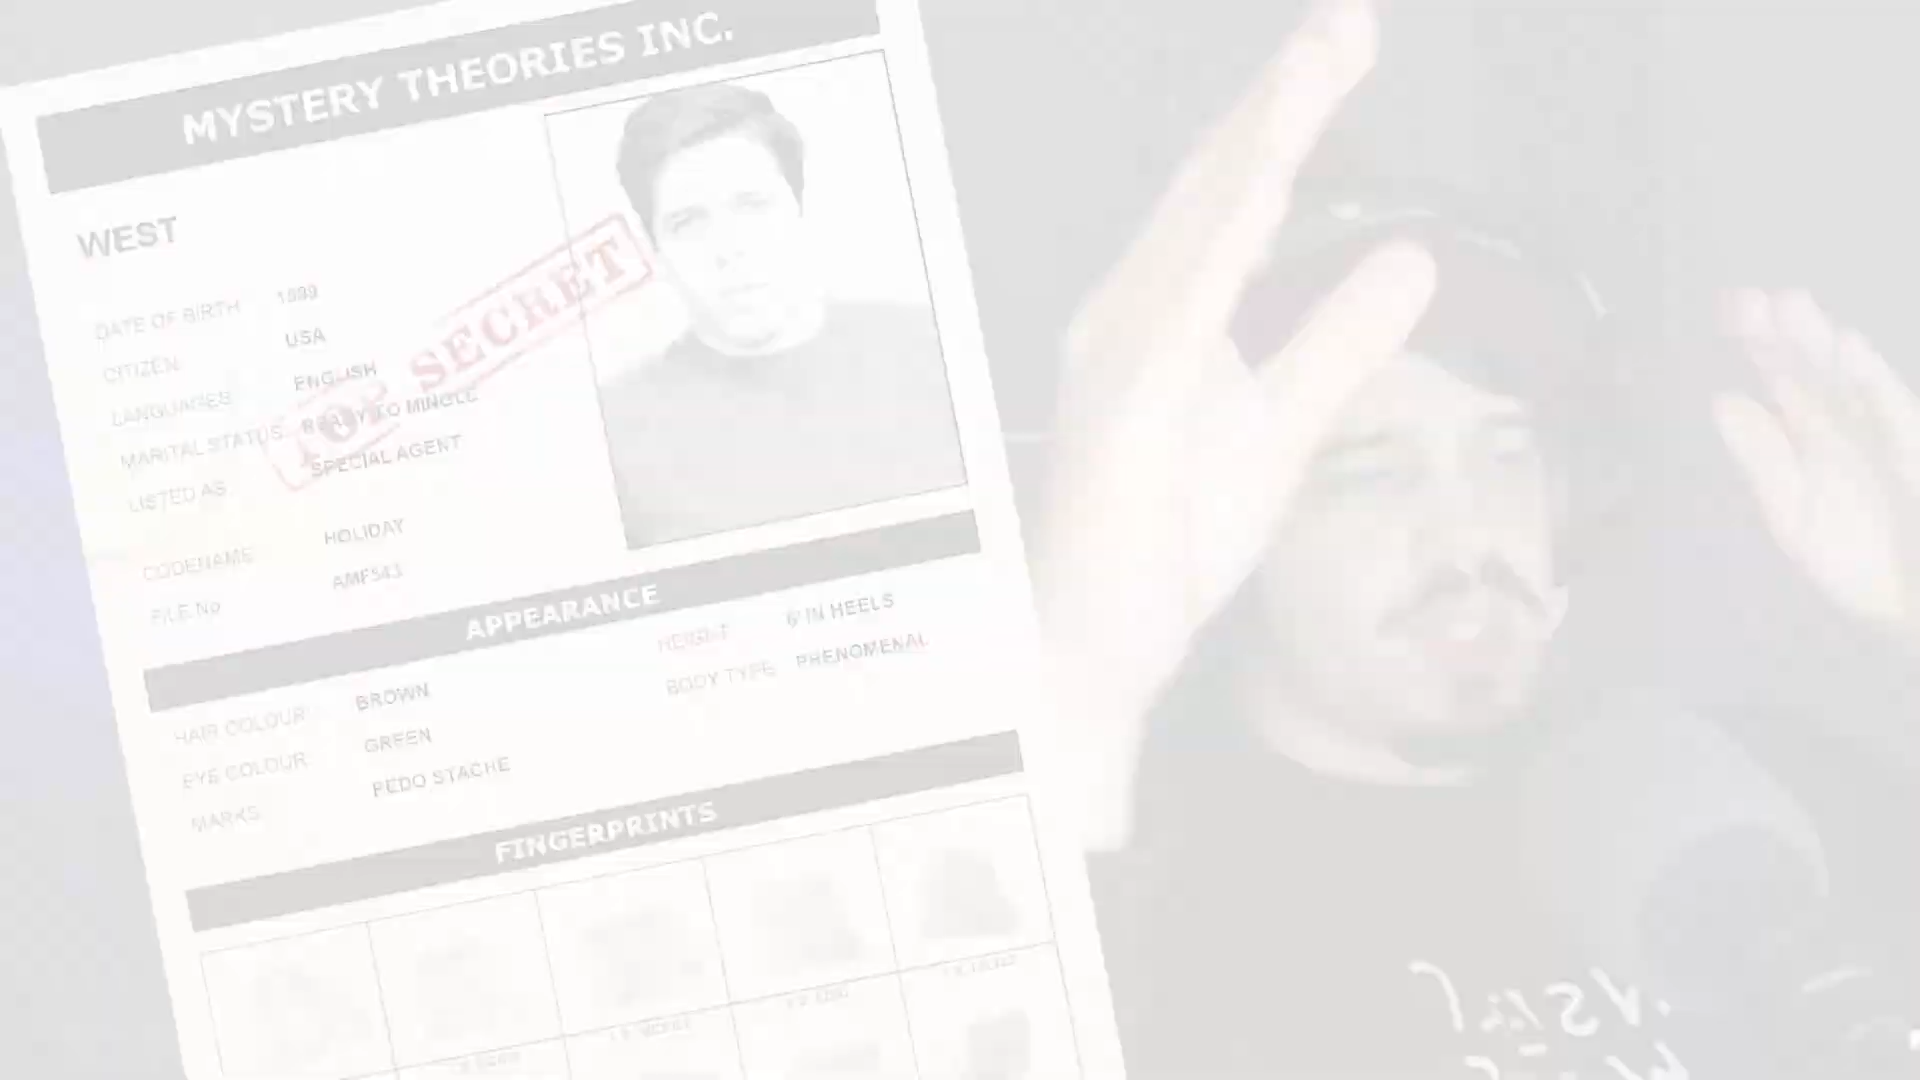 MYSTERY THEORIES INC.
WEST
DATE OF BIRTH 1899
CITIZEN USA
LANGUAGES ENGLISH
MARITAL STATUS READY TO MINGLE
LISTED AS SPECIAL AGENT
TOP SECRET
CODENAME HOLIDAY
FILE No AMF543
APPEARANCE
HEIGHT 6' IN HEELS
BODY TYPE PHENOMENAL
HAIR COLOUR BROWN
EYE COLOUR GREEN
MARKS PEDO STACHE
FINGERPRINTS